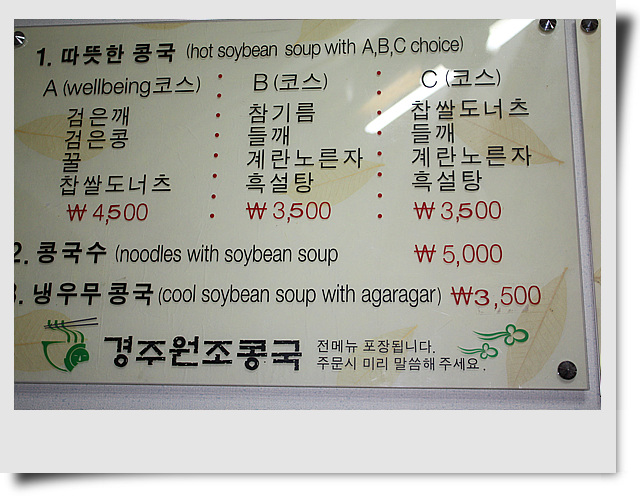 1. 따뜻한 콩국 (hot soybean soup with A,B,C choice)
A (wellbeing코스)
검은깨
검은콩
꿀
찹쌀도너츠
₩ 4,500
B (코스)
참기름
들깨
계란노른자
흑설탕
₩ 3,500
C (코스)
찹쌀도너츠
들깨
계란노른자
흑설탕
₩ 3,500
2. 콩국수 (noodles with soybean soup ₩ 5,000
3. 냉우무콩국 (cool soybean soup with agaragar) ₩3,500
경주원조콩국
전메뉴 포장됩니다.
주문시 미리 말씀해 주세요.